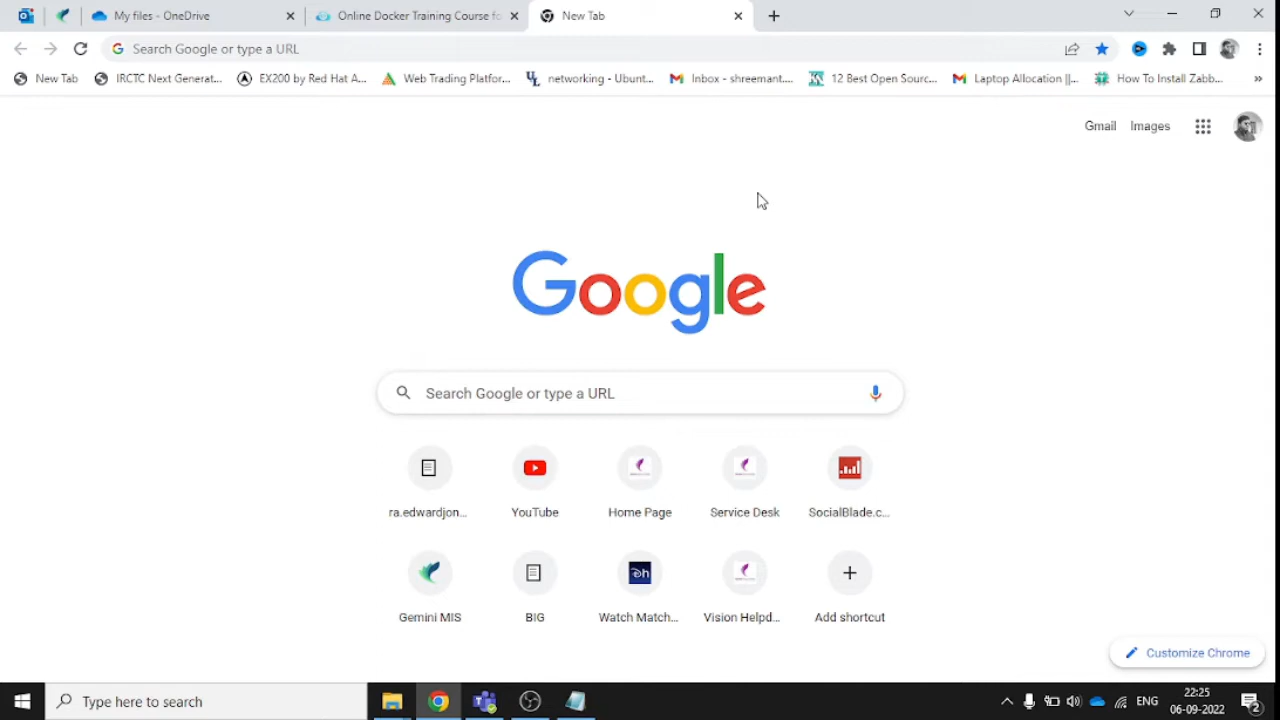 My files - OneDrive
Online Docker Training Course fo
New Tab
Search Google or type a URL
New Tab
IRCTC Next Generat...
EX200 by Red Hat A...
Web Trading Platfor...
networking - Ubunt...
Inbox - shreemant....
12 Best Open Sourc...
Laptop Allocation ||...
How To Install Zabb...
»
Gmail
Images
Google
Search Google or type a URL
ra.edwardjon...
YouTube
Home Page
Service Desk
SocialBlade.c...
Gemini MIS
BIG
Watch Match...
Vision Helpd...
Add shortcut
Customize Chrome
Type here to search
ENG
22:25
06-09-2022
2